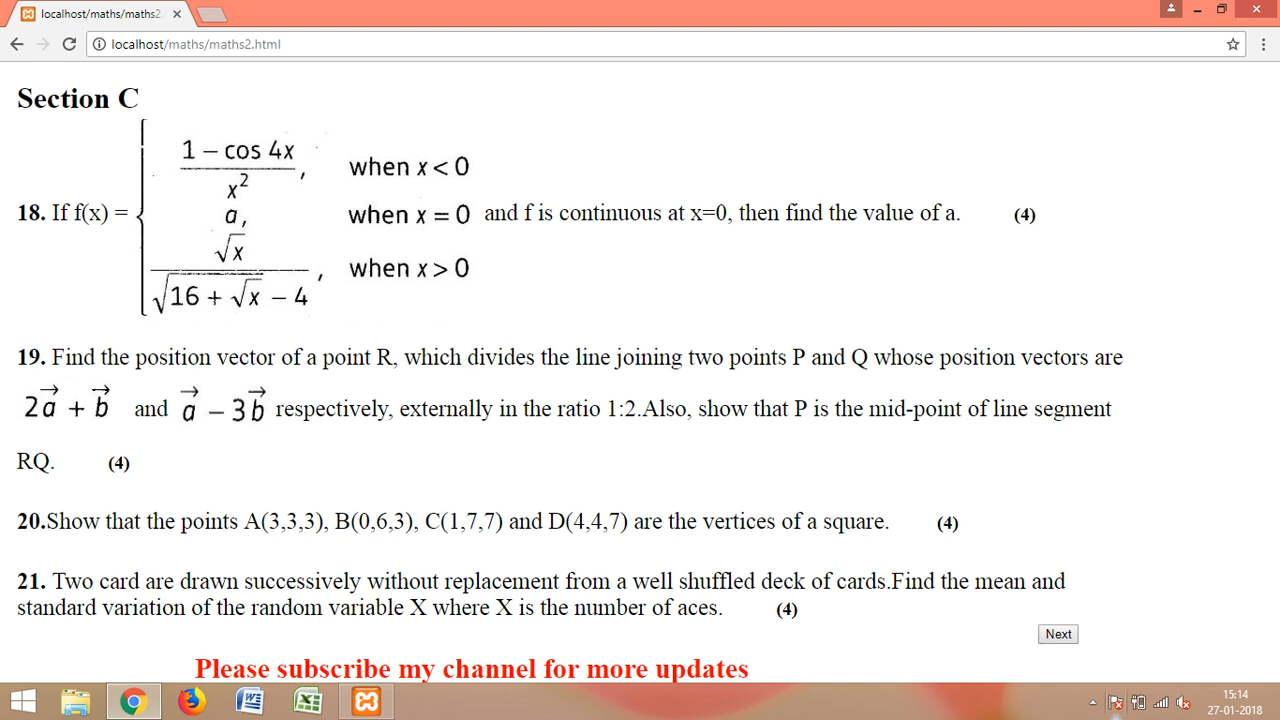 localhost/maths/maths2.
localhost/maths/maths2.html
Section C
18. If f(x) =
1 – cos 4x / x², when x < 0
a, when x = 0
√x / √(16 + √x) – 4, when x > 0
and f is continuous at x=0, then find the value of a. (4)
19. Find the position vector of a point R, which divides the line joining two points P and Q whose position vectors are
2a⃗ + b⃗ and a⃗ – 3b⃗ respectively, externally in the ratio 1:2.Also, show that P is the mid-point of line segment
RQ. (4)
20.Show that the points A(3,3,3), B(0,6,3), C(1,7,7) and D(4,4,7) are the vertices of a square. (4)
21. Two card are drawn successively without replacement from a well shuffled deck of cards.Find the mean and
standard variation of the random variable X where X is the number of aces. (4)
Next
Please subscribe my channel for more updates
15:14
27-01-2018